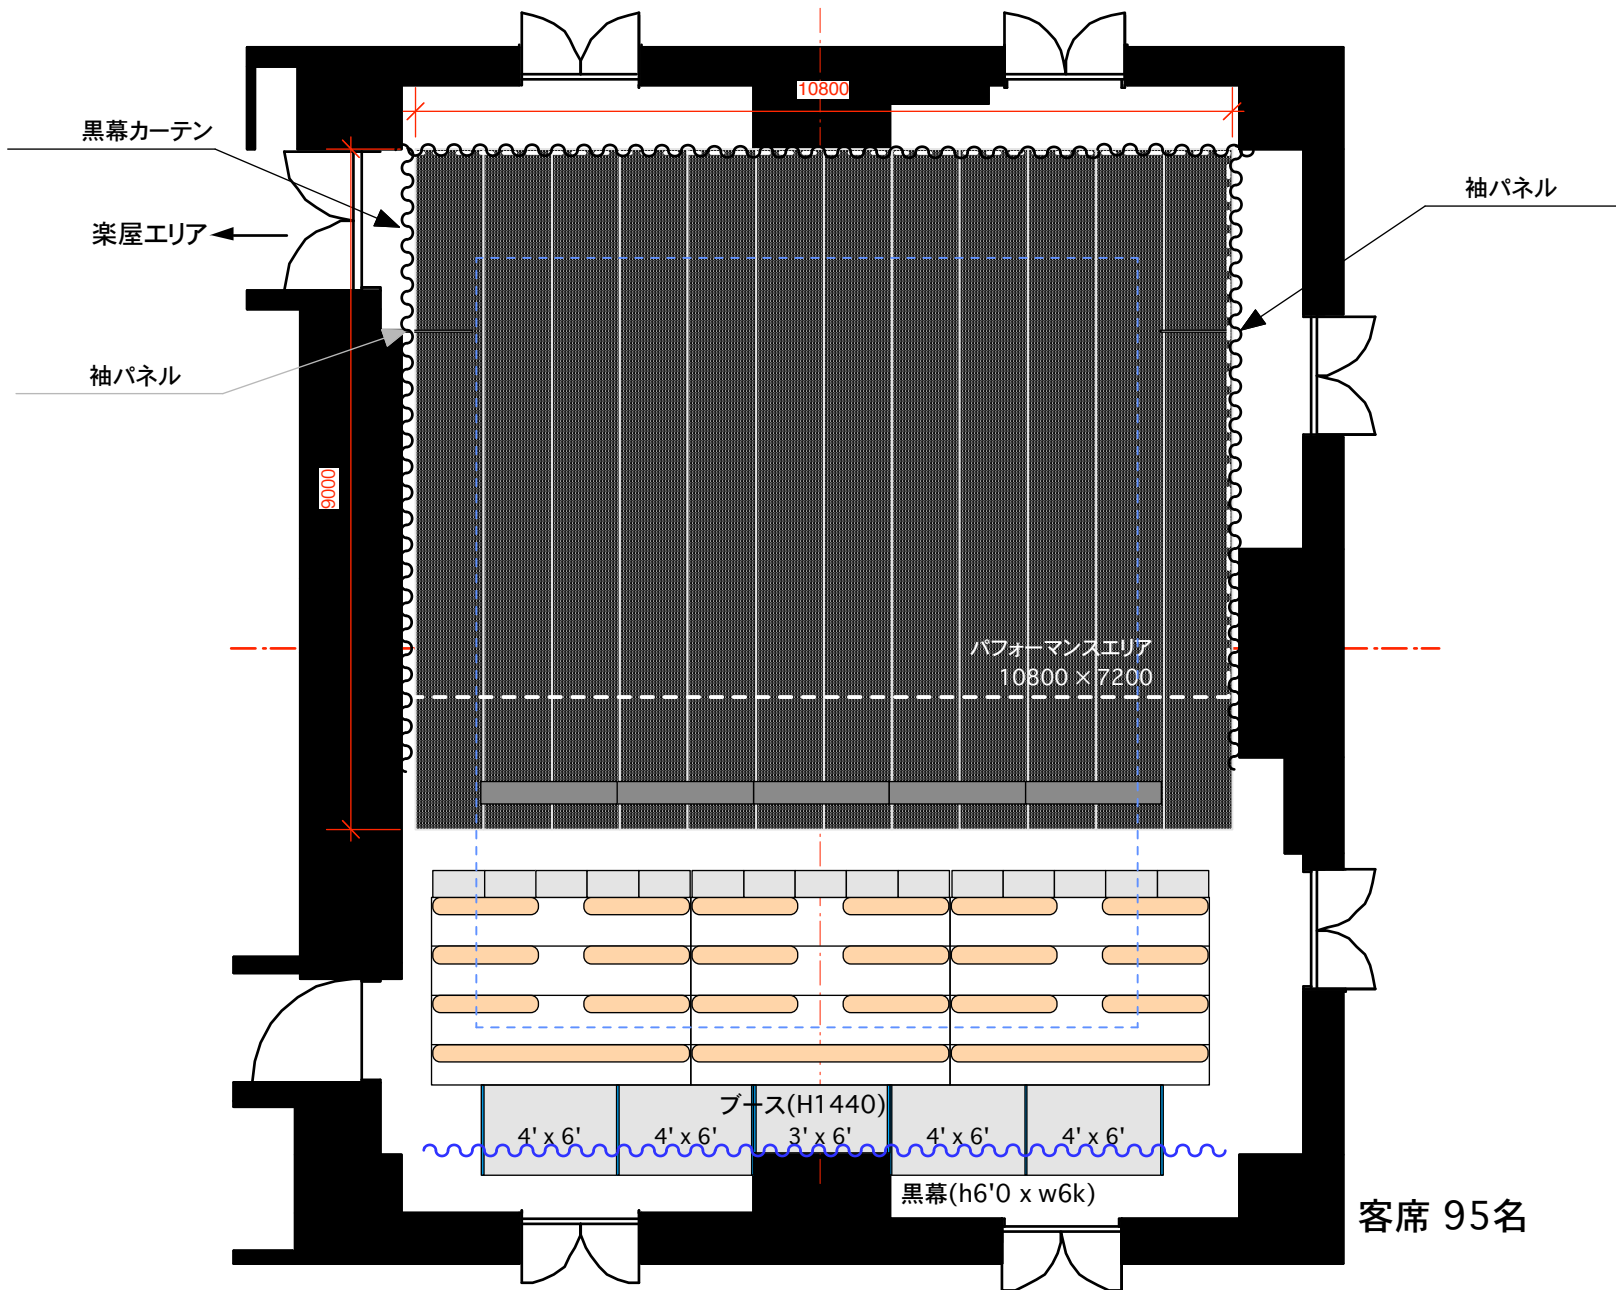 10800
黒幕カーテン
袖パネル
楽屋エリア
袖パネル
9000
パフォーマンスエリア
10800 × 7200
ブース(H1440)
4' x 6'
4' x 6'
3' x 6'
4' x 6'
4' x 6'
黒幕(h6'0 x w6k)
客席 95名